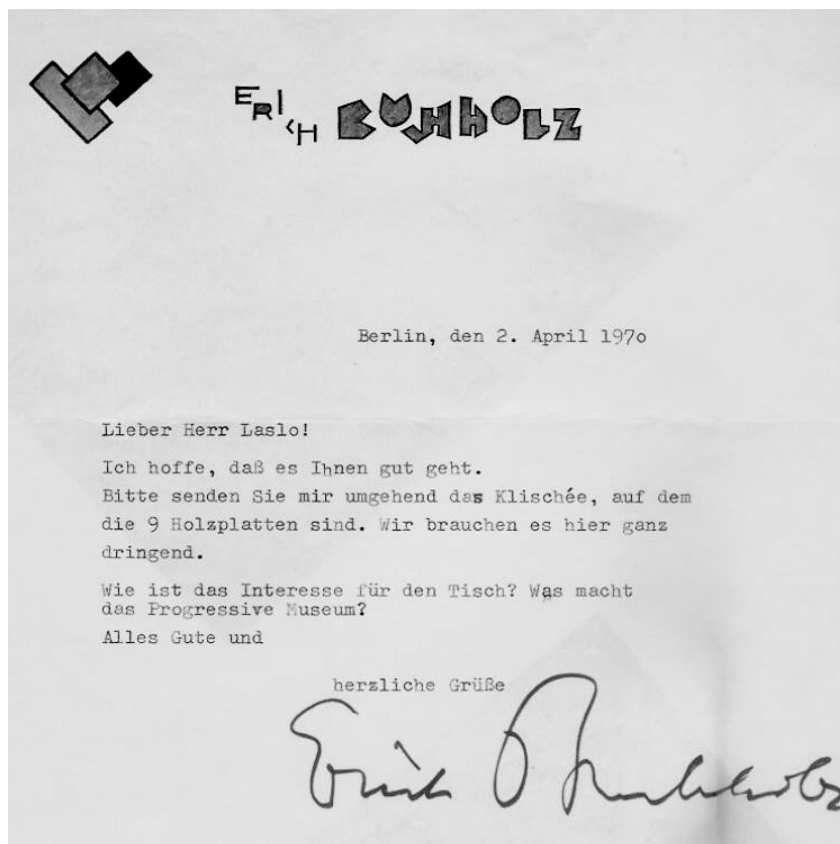 ERICH BUCHHOLZ
Berlin, den 2. April 1970
Lieber Herr Laslo!
Ich hoffe, daß es Ihnen gut geht.
Bitte senden Sie mir umgehend das Klischée, auf dem
die 9 Holzplatten sind. Wir brauchen es hier ganz
dringend.
Wie ist das Interesse für den Tisch? Was macht
das Progressive Museum?
Alles Gute und
herzliche Grüße
Erich Buchholz